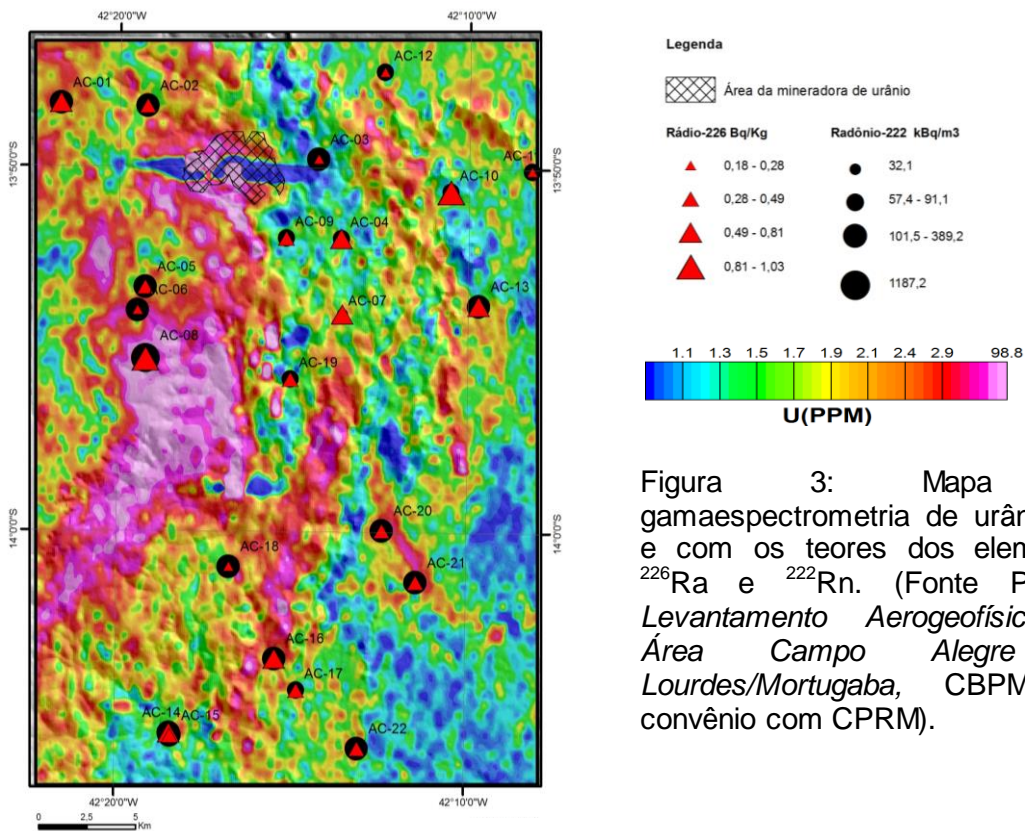 42°20'0"W 42°10'0"W
AC-12
AC-01 AC-02
AC-03
13°50'0"S
13°50'0"S
AC-10
AC-09 AC-04
AC-05
AC-06
AC-13
AC-07
AC-08
AC-19
14°0'0"S
14°0'0"S
AC-20
AC-18
AC-21
AC-16
AC-17
AC-14 AC-15
AC-22
42°20'0"W 42°10'0"W
0 2,5 5
Km
Legenda
Área da mineradora de urânio
Rádio-226 Bq/Kg Radônio-222 kBq/m3
0,18 - 0,28 32,1
0,28 - 0,49 57,4 - 91,1
0,49 - 0,81 101,5 - 389,2
0,81 - 1,03 1187,2
1.1 1.3 1.5 1.7 1.9 2.1 2.4 2.9 98.8
U(PPM)
Figura 3: Mapa
gamaespectrometria de urân
e com os teores dos elem
226Ra e 222Rn. (Fonte P
Levantamento Aerogeofísic
Área Campo Alegre
Lourdes/Mortugaba, CBPM
convênio com CPRM).